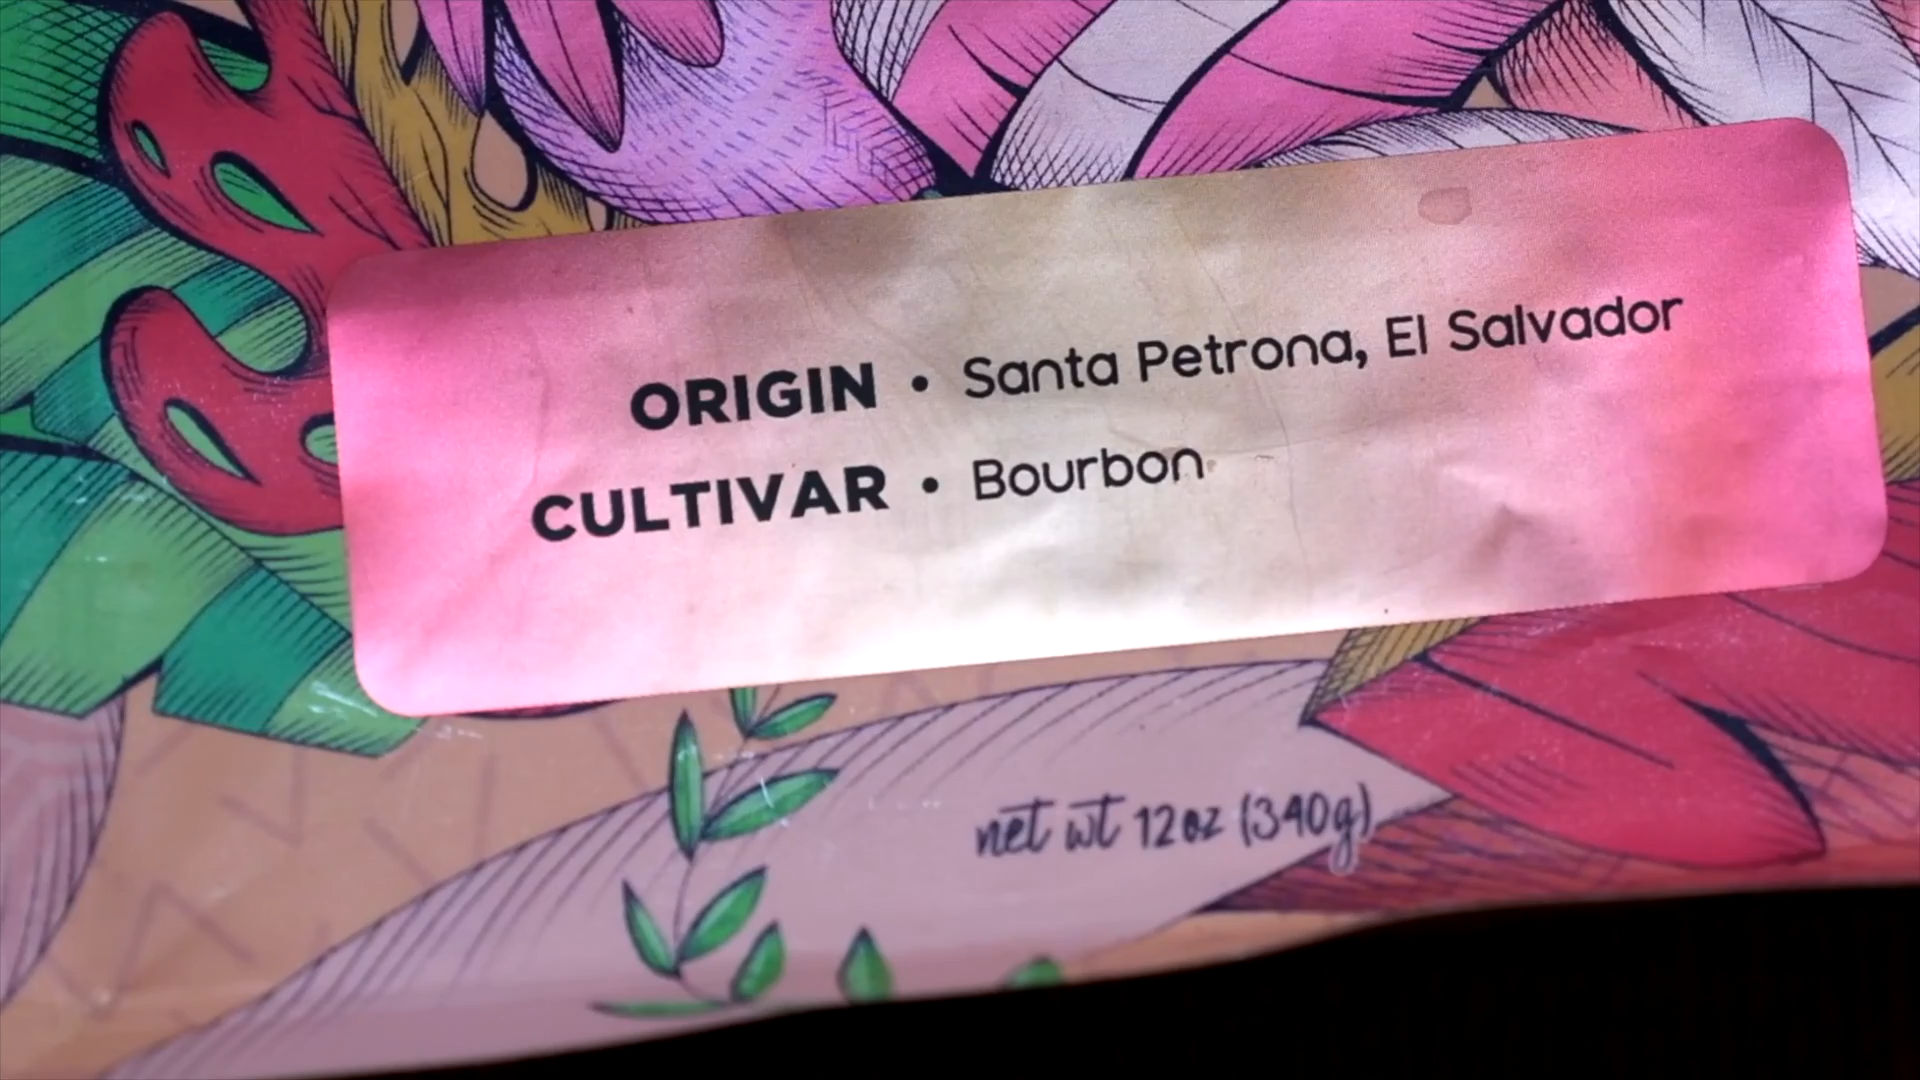 ORIGIN • Santa Petrona, El Salvador
CULTIVAR • Bourbon
net wt 12oz (340g)